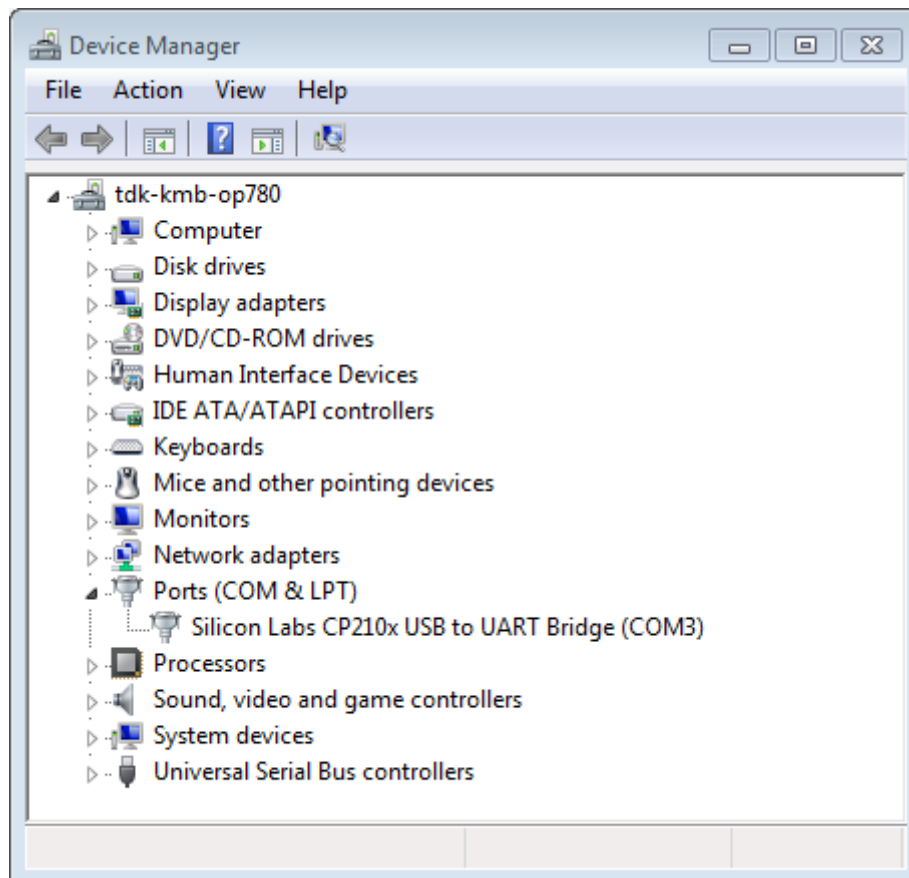 Device Manager
File Action View Help
?
tdk-kmb-op780
Computer
Disk drives
Display adapters
DVD/CD-ROM drives
Human Interface Devices
IDE ATA/ATAPI controllers
Keyboards
Mice and other pointing devices
Monitors
Network adapters
Ports (COM & LPT)
Silicon Labs CP210x USB to UART Bridge (COM3)
Processors
Sound, video and game controllers
System devices
Universal Serial Bus controllers